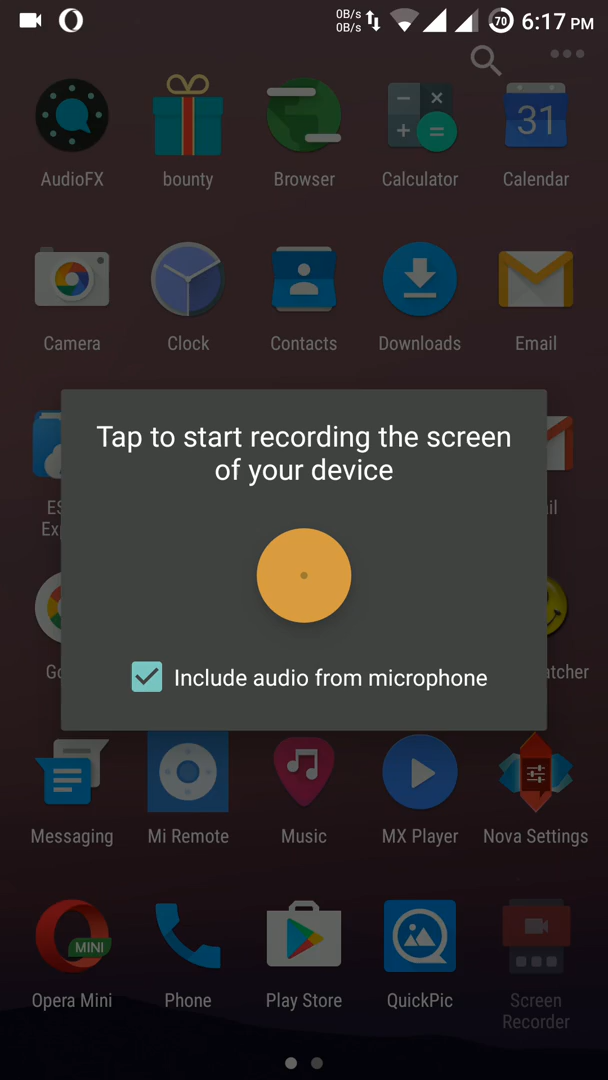 0B/s
0B/s
70
6:17 PM
31
AudioFX
bounty
Browser
Calculator
Calendar
Camera
Clock
Contacts
Downloads
Email
Tap to start recording the screen
of your device
Include audio from microphone
Messaging
Mi Remote
Music
MX Player
Nova Settings
MINI
Opera Mini
Phone
Play Store
QuickPic
Screen
Recorder